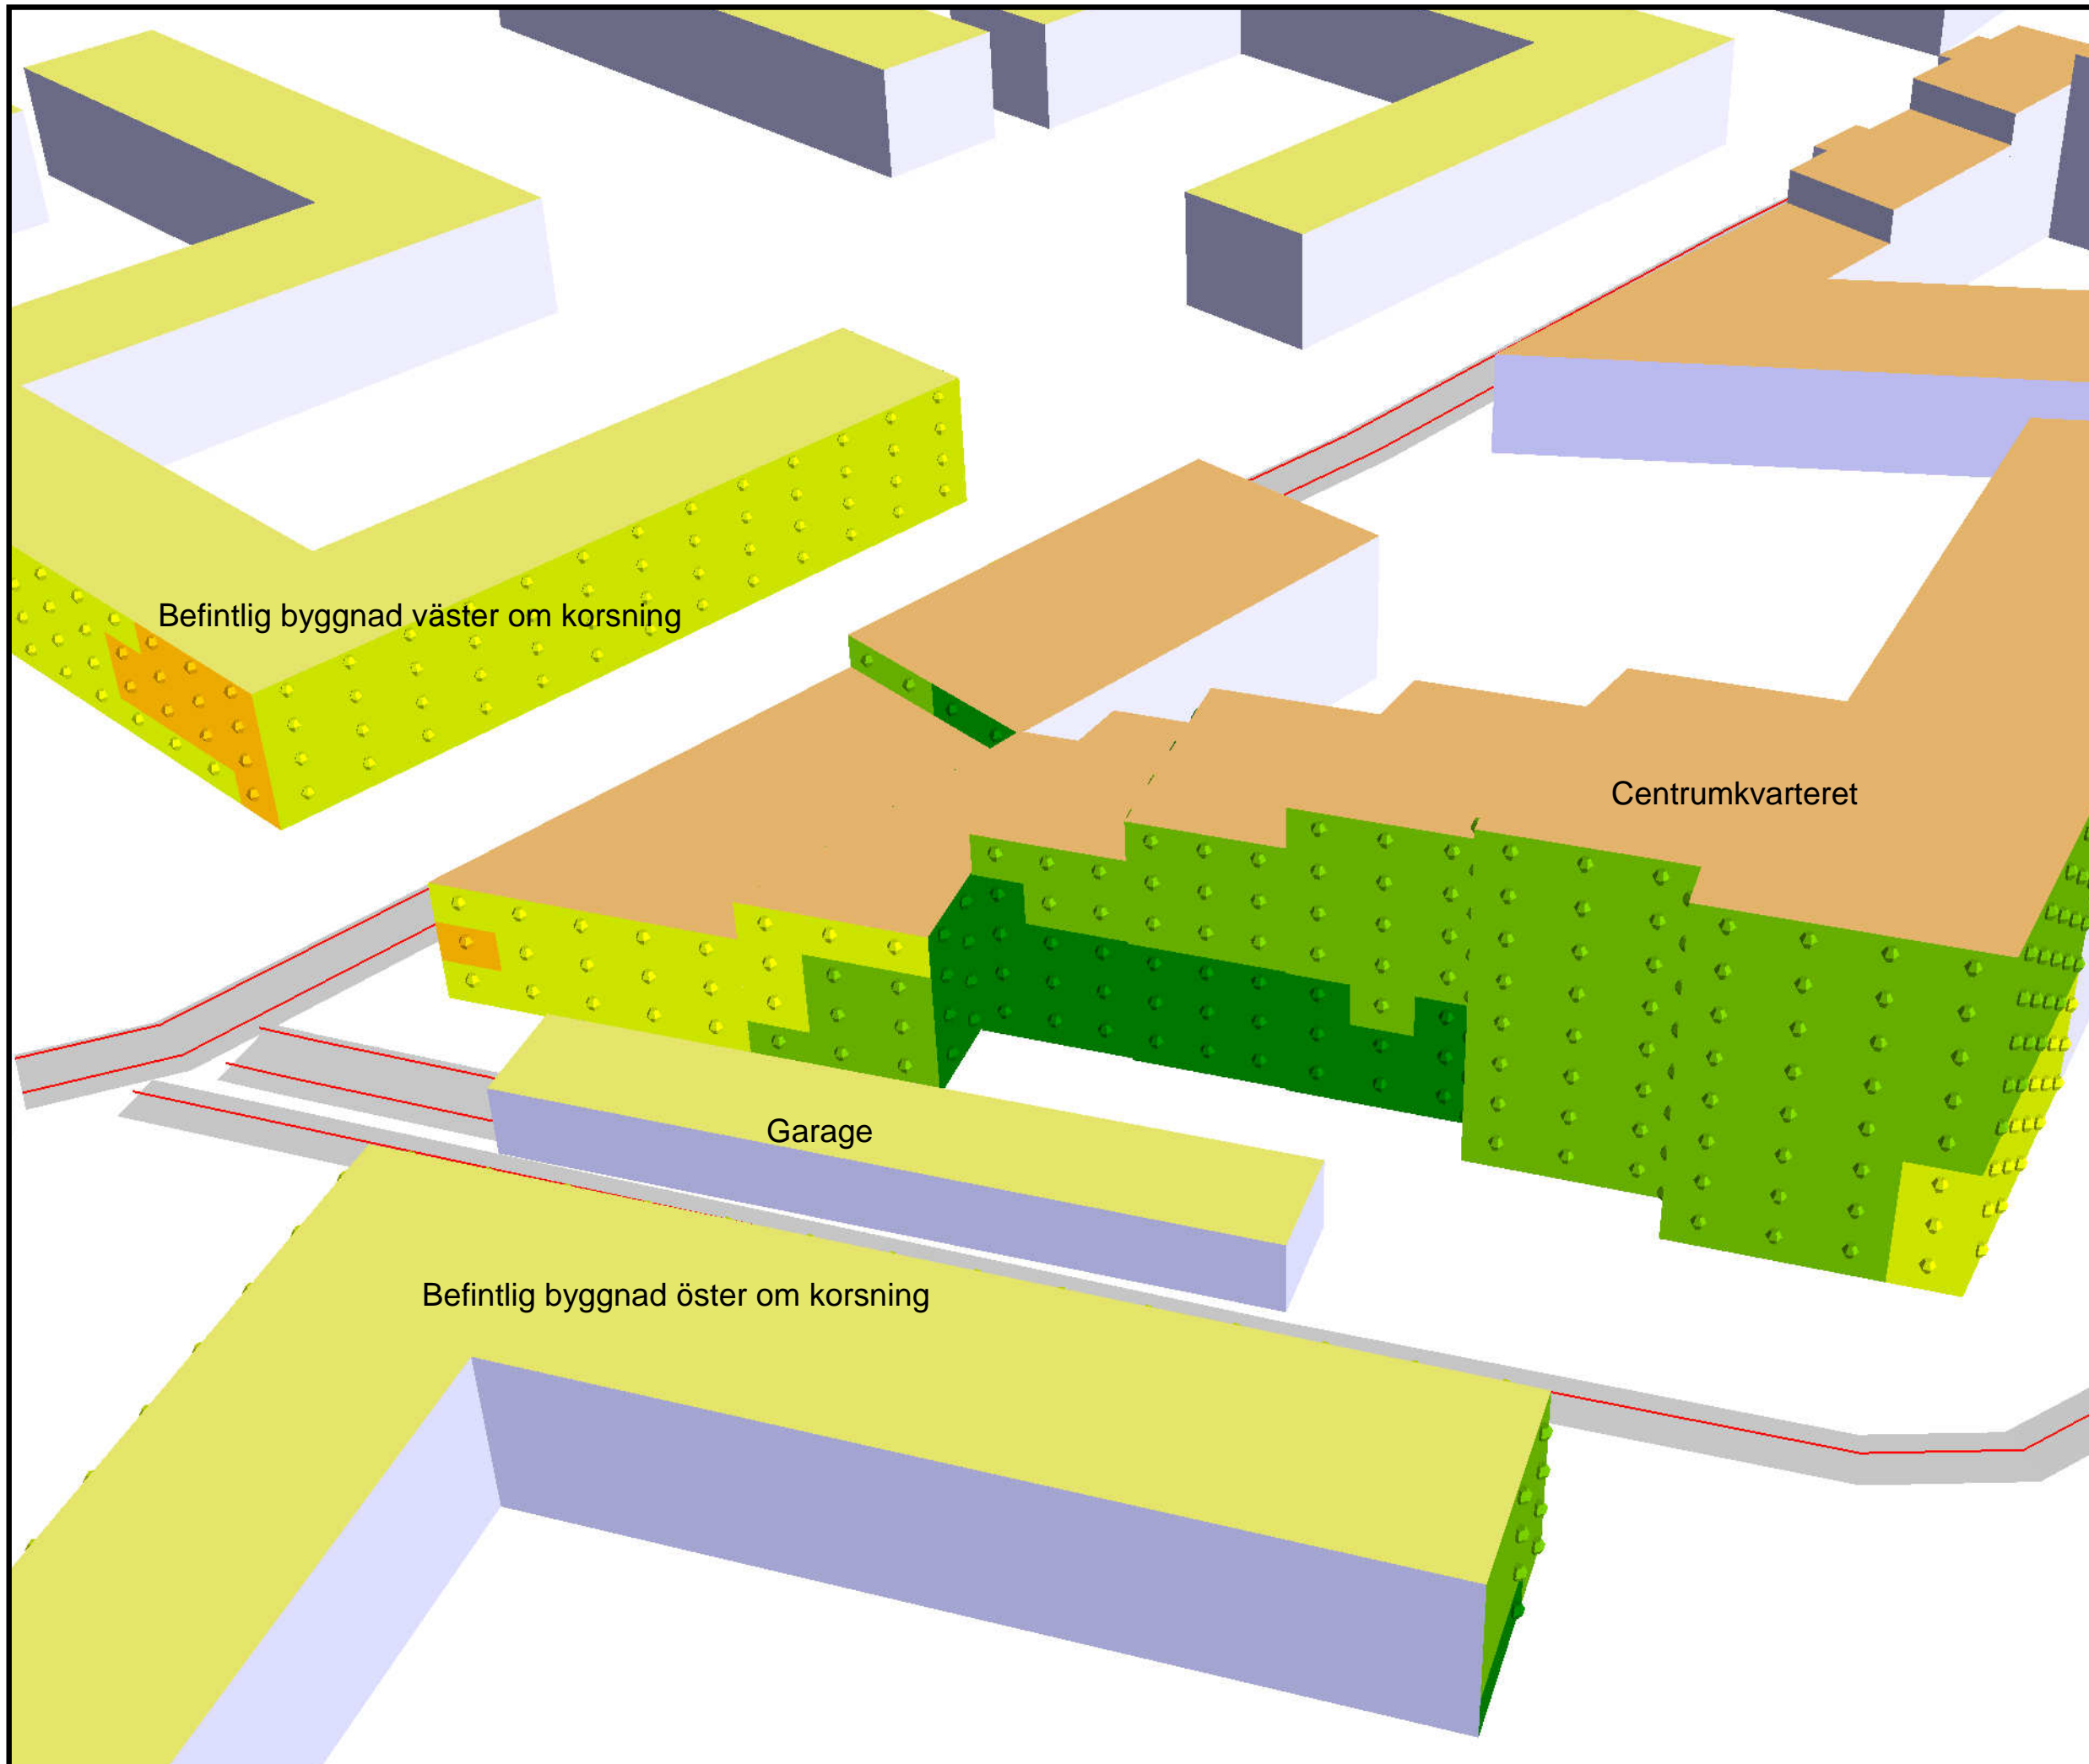 Befintlig byggnad väster om korsning
Centrumkvarteret
Garage
Befintlig byggnad öster om korsning